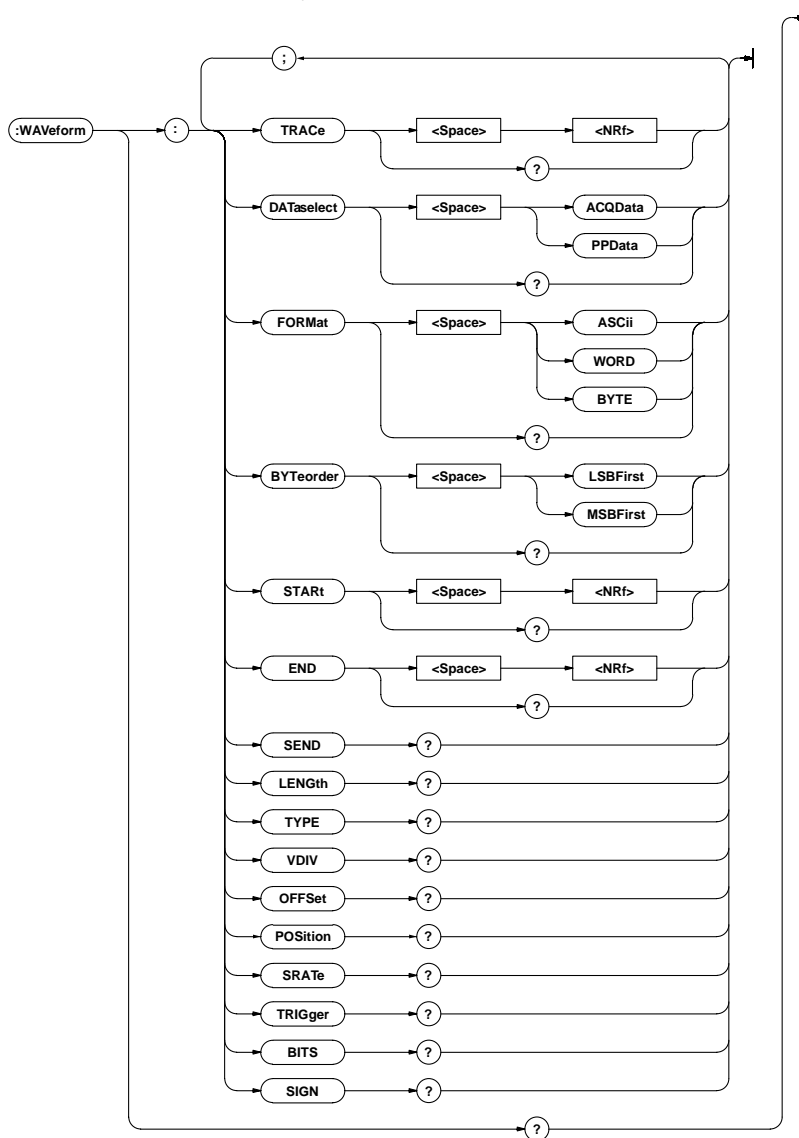 ;
:WAVeform : TRACe <Space> <NRf>
?
DATaselect <Space> ACQData
PPData
?
FORMat <Space> ASCii
WORD
BYTE
?
BYTeorder <Space> LSBFirst
MSBFirst
?
STARt <Space> <NRf>
?
END <Space> <NRf>
?
SEND ?
LENGth ?
TYPE ?
VDIV ?
OFFSet ?
POSition ?
SRATe ?
TRIGger ?
BITS ?
SIGN ?
?